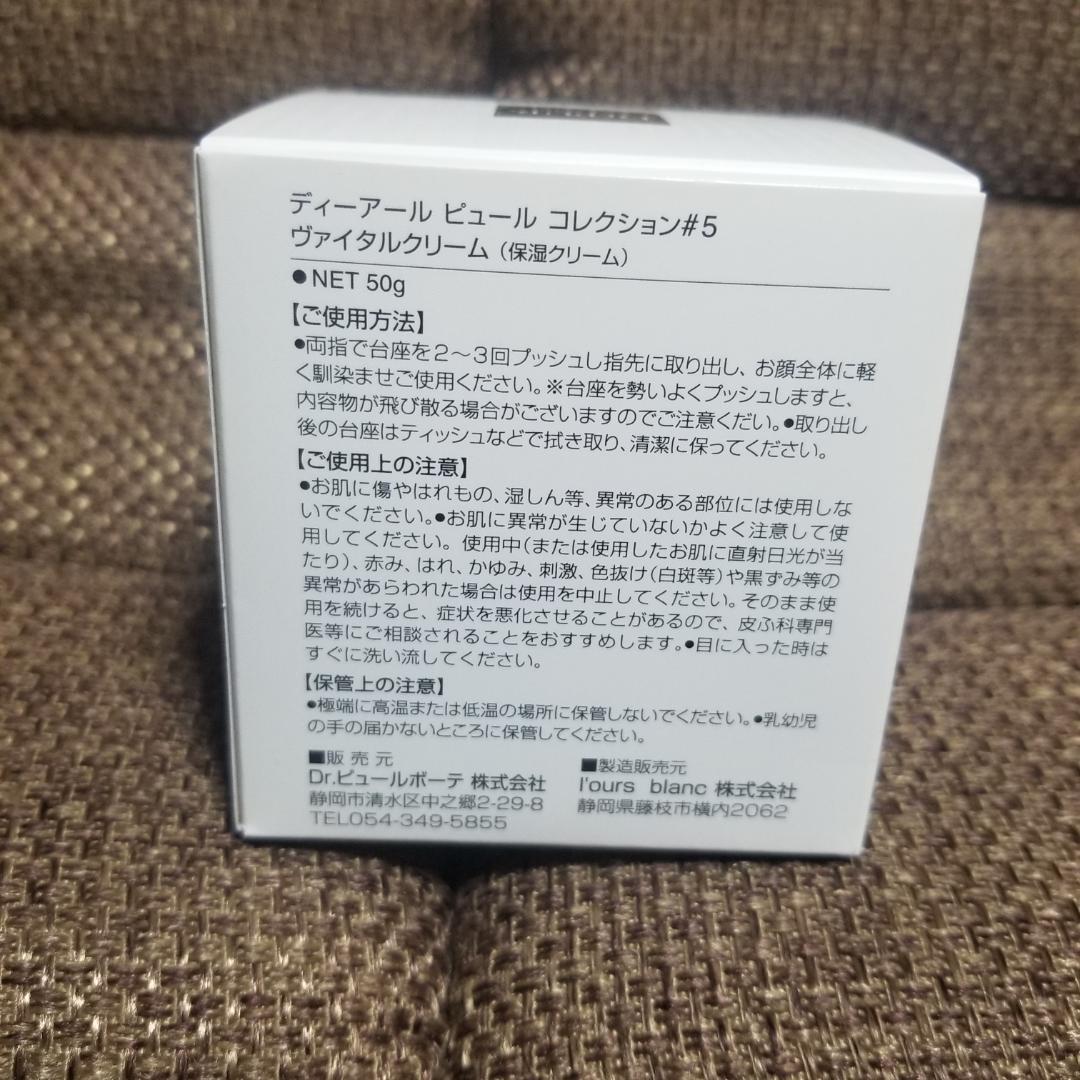 ディーアール ピュール コレクション#5
ヴァイタルクリーム（保湿クリーム）
●NET 50g
【ご使用方法】
●両指で台座を2～3回プッシュし指先に取り出し、お顔全体に軽
く馴染ませご使用ください。※台座を勢いよくプッシュしますと、
内容物が飛び散る場合がございますのでご注意くだい。●取り出し
後の台座はティッシュなどで拭き取り、清潔に保ってください。
【ご使用上の注意】
●お肌に傷やはれもの、湿しん等、異常のある部位には使用しな
いでください。●お肌に異常が生じていないかよく注意して使
用してください。使用中（または使用したお肌に直射日光が当
たり）、赤み、はれ、かゆみ、刺激、色抜け（白斑等）や黒ずみ等の
異常があらわれた場合は使用を中止してください。そのまま使
用を続けると、症状を悪化させることがあるので、皮ふ科専門
医等にご相談されることをおすすめします。●目に入った時は
すぐに洗い流してください。
【保管上の注意】
●極端に高温または低温の場所に保管しないでください。●乳幼児
の手の届かないところに保管してください。
■販売元
Dr.ピュールボーテ 株式会社
静岡市清水区中之郷2-29-8
TEL054-349-5855
■製造販売元
l'ours blanc 株式会社
静岡県藤枝市横内2062